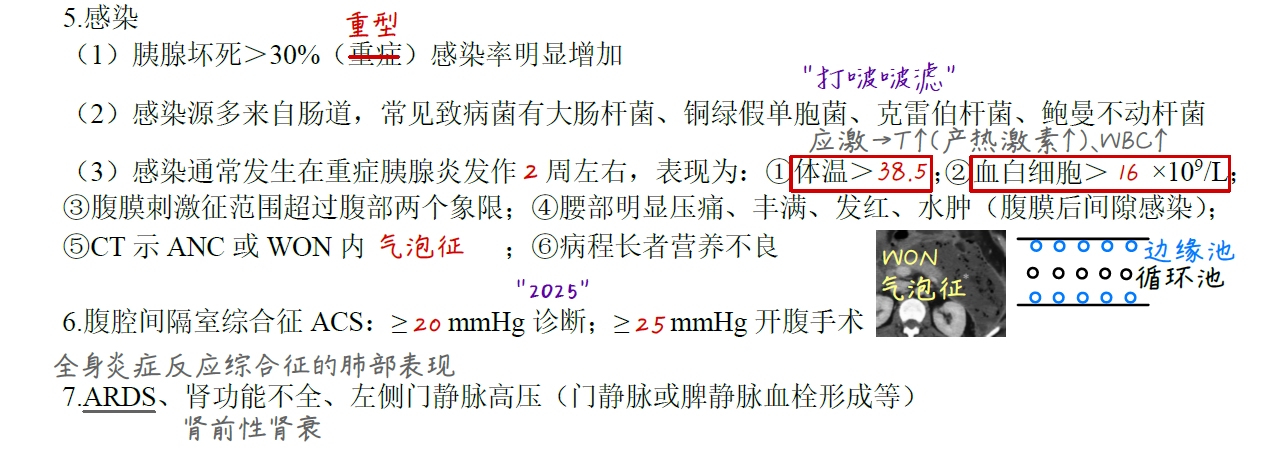 5.感染
重型
（1）胰腺坏死＞30%（重症）感染率明显增加
"打啵啵滤"
（2）感染源多来自肠道，常见致病菌有大肠杆菌、铜绿假单胞菌、克雷伯杆菌、鲍曼不动杆菌
应激→T↑(产热激素↑)、WBC↑
（3）感染通常发生在重症胰腺炎发作 2 周左右，表现为：①体温＞38.5；②血白细胞＞ 16 ×10⁹/L；
③腹膜刺激征范围超过腹部两个象限；④腰部明显压痛、丰满、发红、水肿（腹膜后间隙感染）；
⑤CT 示 ANC 或 WON 内 气泡征 ；⑥病程长者营养不良
WON
气泡征
边缘池
循环池
"2025"
6.腹腔间隔室综合征 ACS：≥20 mmHg 诊断；≥25 mmHg 开腹手术
全身炎症反应综合征的肺部表现
7.ARDS、肾功能不全、左侧门静脉高压（门静脉或脾静脉血栓形成等）
肾前性肾衰